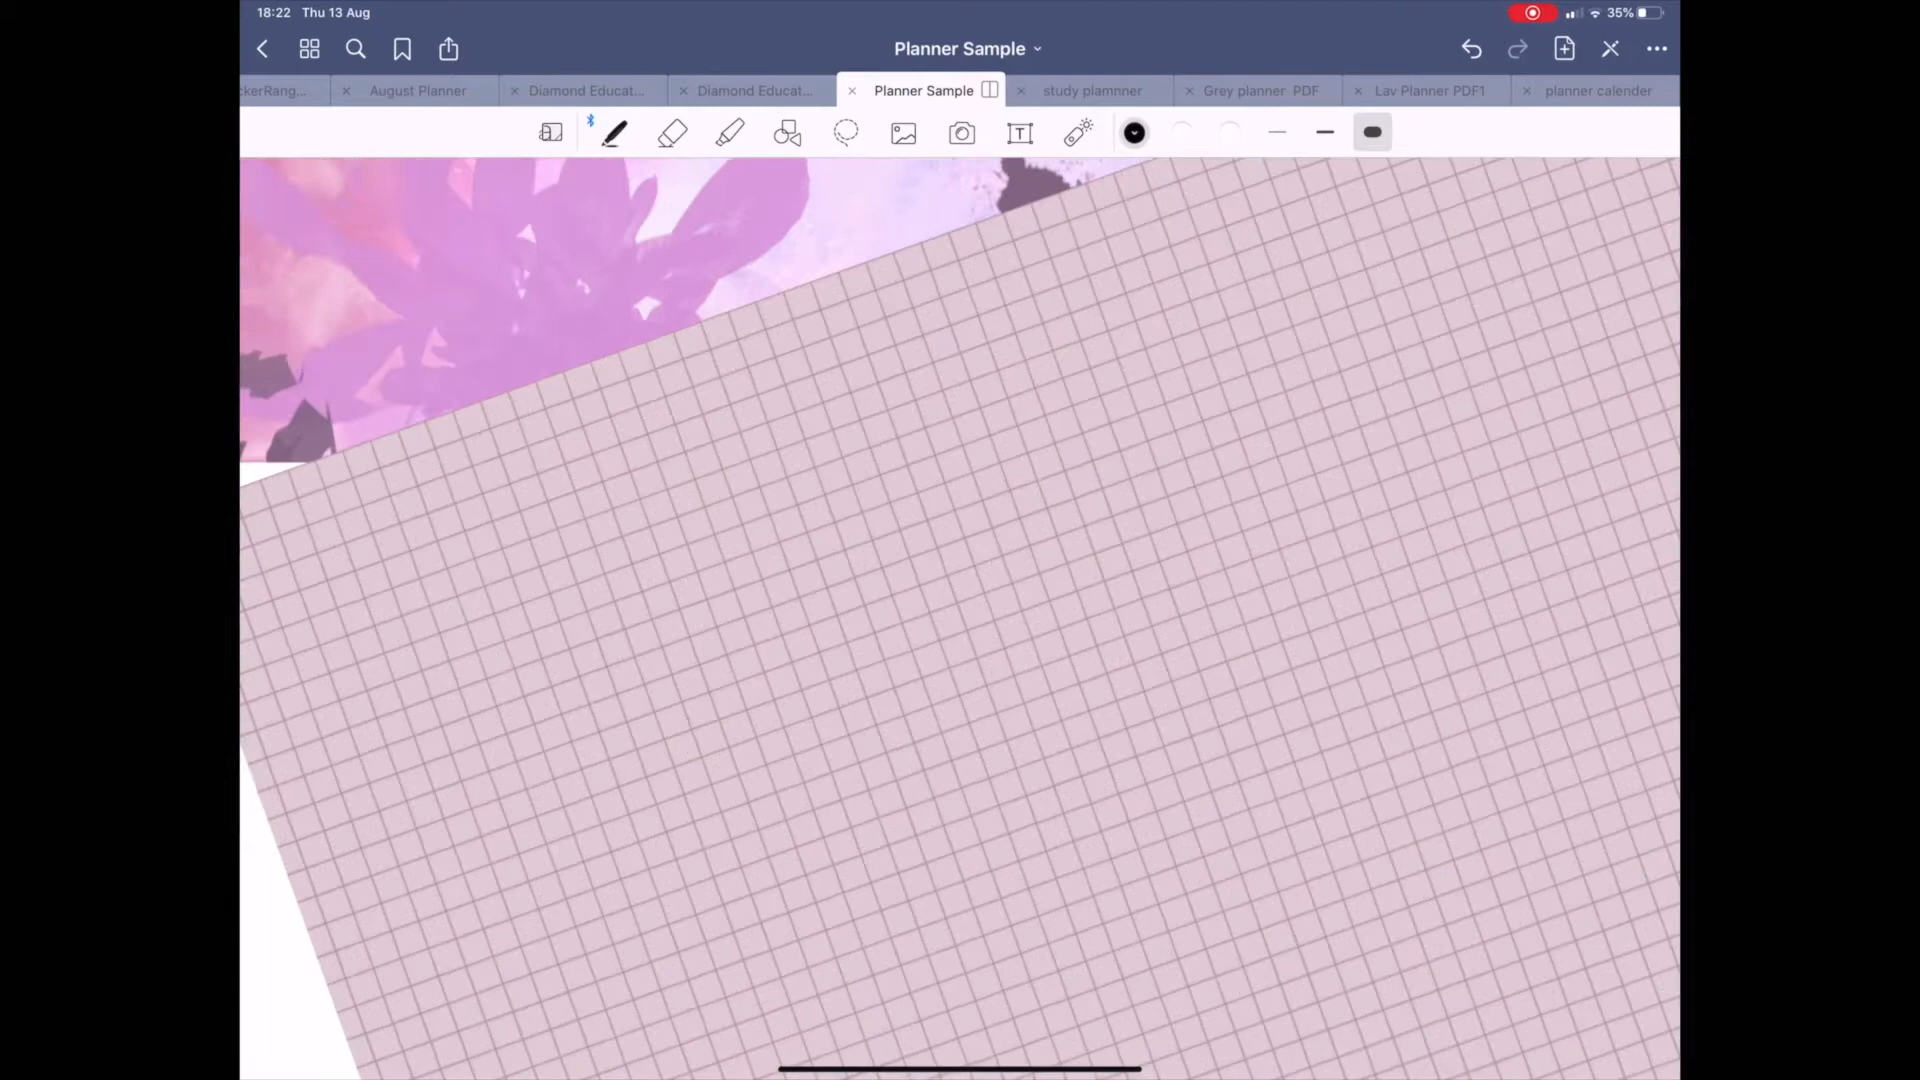 18:22 Thu 13 Aug
35%
Planner Sample
ckerRang...
August Planner
Diamond Educat...
Diamond Educat...
Planner Sample
study plamnner
Grey planner PDF
Lav Planner PDF1
planner calender
T